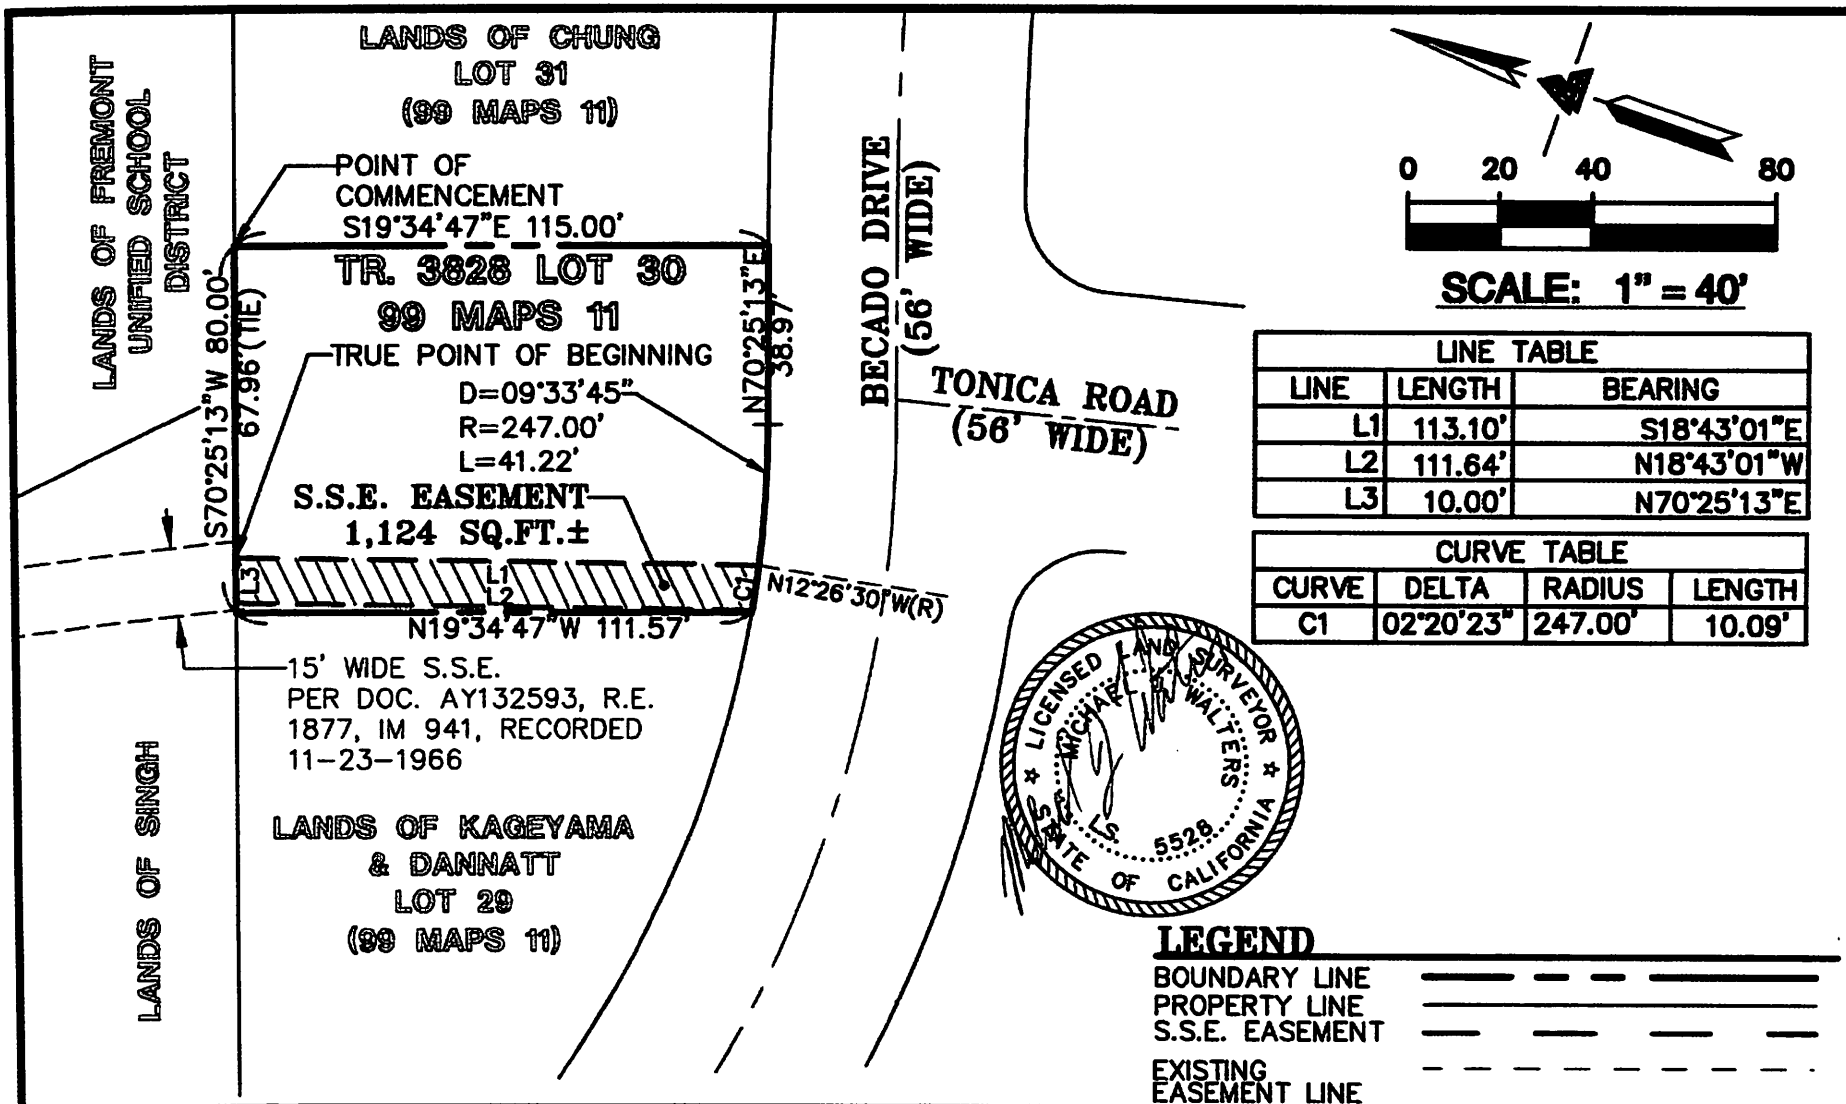 LANDS OF CHUNG
LOT 31
(99 MAPS 11)
LANDS OF FREMONT
UNIFIED SCHOOL
DISTRICT
POINT OF
COMMENCEMENT
S19°34'47"E 115.00'
TR. 3828 LOT 30
99 MAPS 11
S70°25'13"W 80.00'
67.96'(TIE)
N70°25'13"E
38.97'
TRUE POINT OF BEGINNING
D=09°33'45"
R=247.00'
L=41.22'
S.S.E. EASEMENT
1,124 SQ.FT.±
L3
L1
L2
C1
N12°26'30"W(R)
N19°34'47"W 111.57'
15' WIDE S.S.E.
PER DOC. AY132593, R.E.
1877, IM 941, RECORDED
11-23-1966
LANDS OF SINGH
LANDS OF KAGEYAMA
& DANNATT
LOT 29
(99 MAPS 11)
BECADO DRIVE
(56' WIDE)
TONICA ROAD
(56' WIDE)
0 20 40 80
SCALE: 1" = 40'
LINE TABLE
LINE LENGTH BEARING
L1 113.10' S18°43'01"E
L2 111.64' N18°43'01"W
L3 10.00' N70°25'13"E
CURVE TABLE
CURVE DELTA RADIUS LENGTH
C1 02°20'23" 247.00' 10.09'
LICENSED LAND SURVEYOR
MICHAEL WALTERS
LS. 5528
STATE OF CALIFORNIA
LEGEND
BOUNDARY LINE
PROPERTY LINE
S.S.E. EASEMENT
EXISTING
EASEMENT LINE